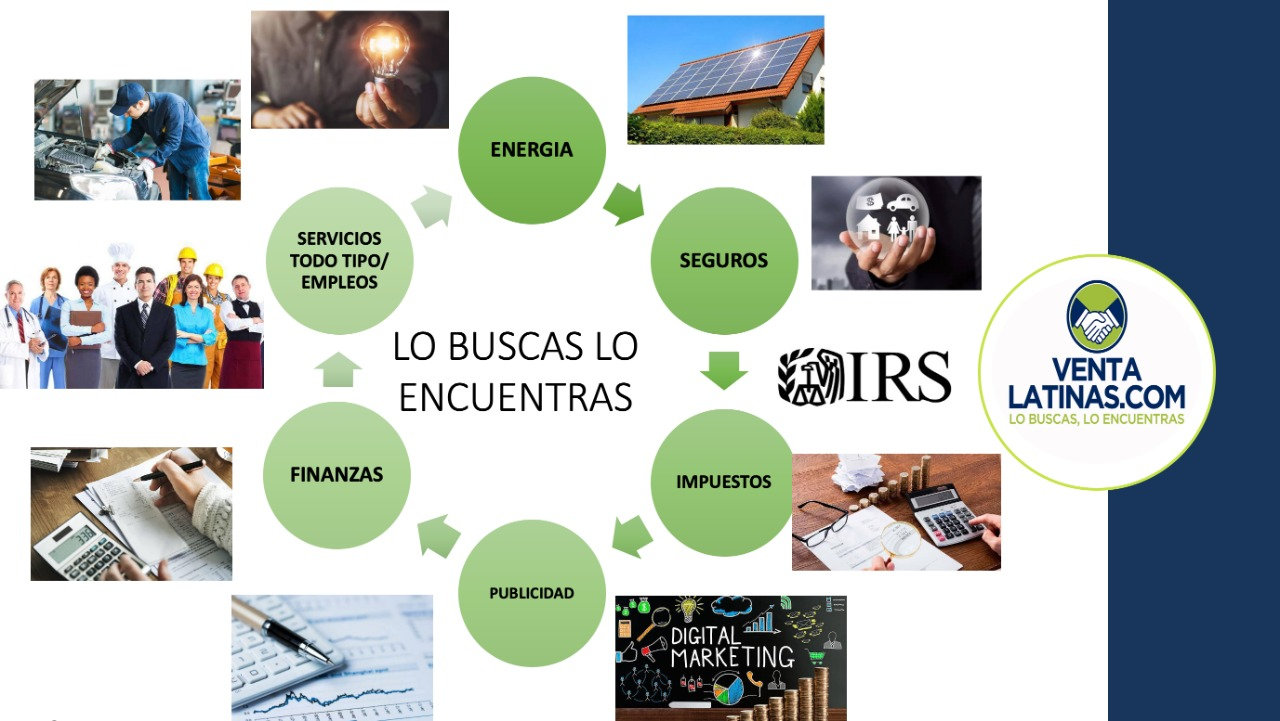 ENERGIA
SERVICIOS
TODO TIPO/
EMPLEOS
SEGUROS
LO BUSCAS LO
ENCUENTRAS
IRS
VENTA
LATINAS.COM
LO BUSCAS, LO ENCUENTRAS
FINANZAS
IMPUESTOS
PUBLICIDAD
DIGITAL
MARKETING